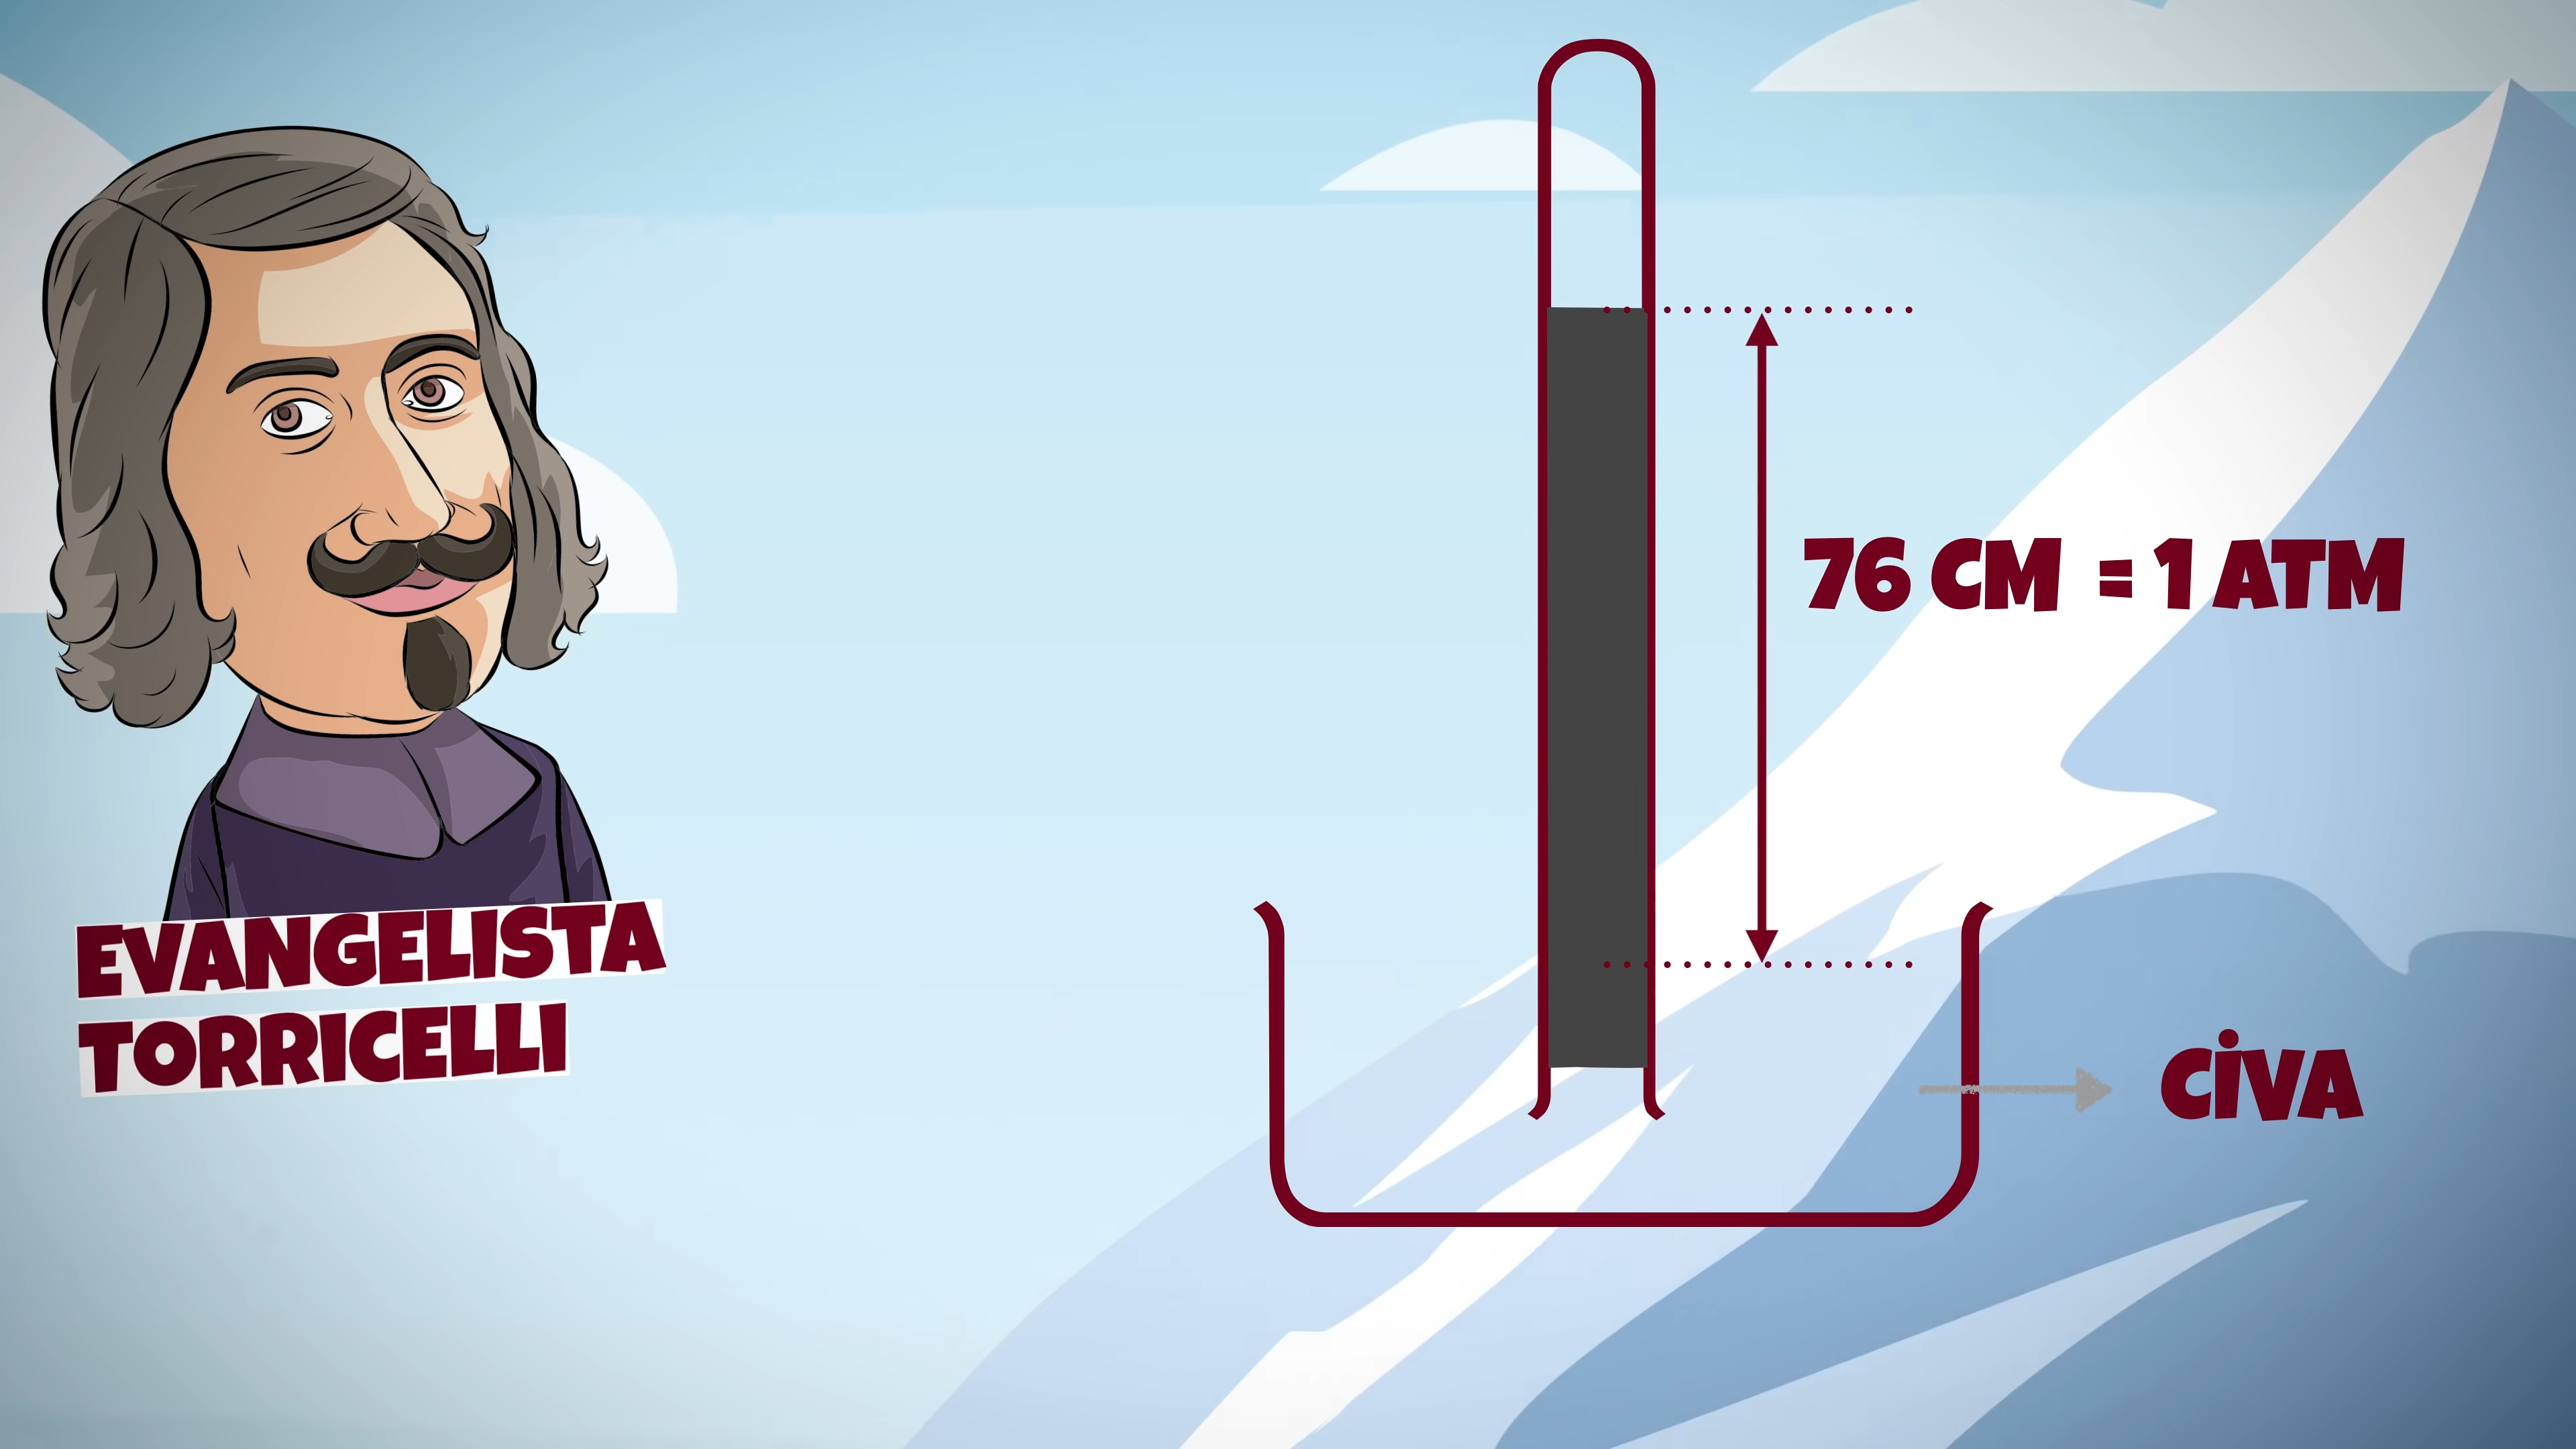 EVANGELISTA
TORRICELLI
76 CM = 1 ATM
CİVA